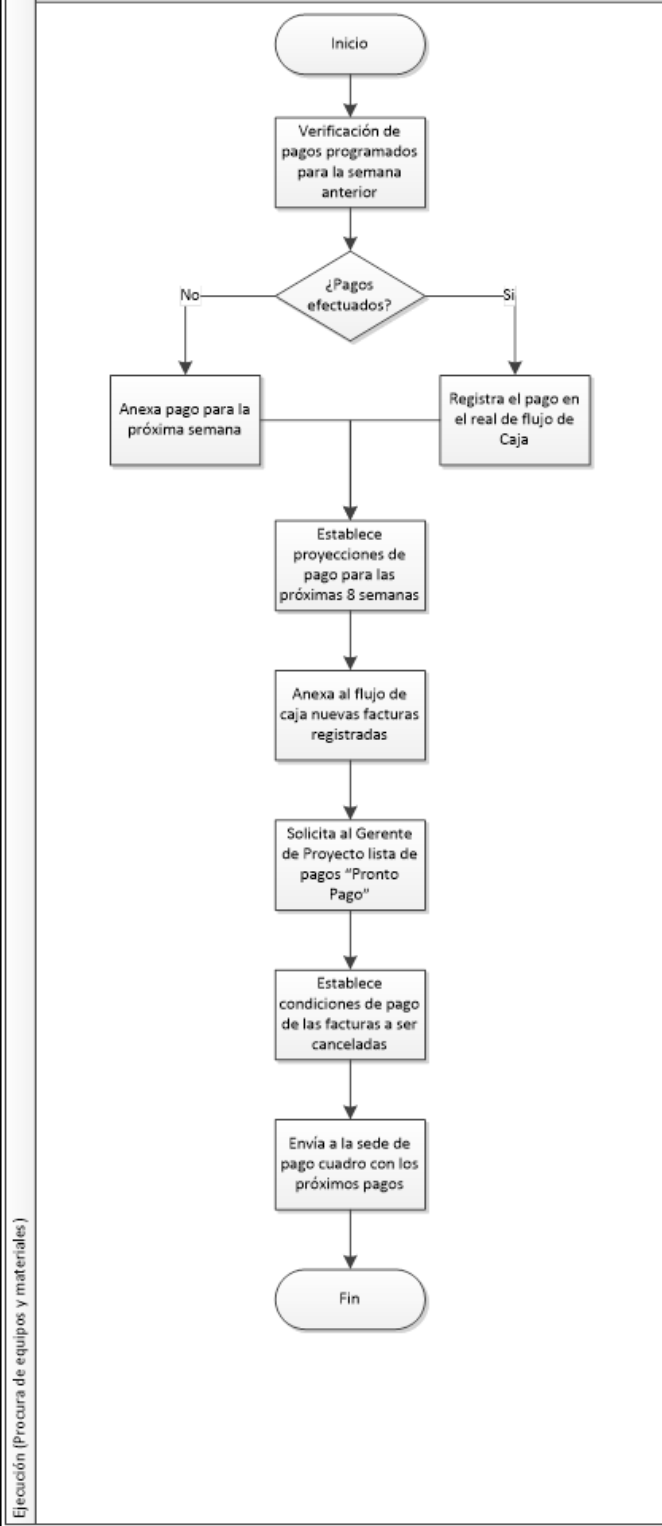 Inicio
Verificación de
pagos programados
para la semana
anterior
¿Pagos
efectuados?
No
Si
Anexa pago para la
próxima semana
Registra el pago en
el real de flujo de
Caja
Establece
proyecciones de
pago para las
próximas 8 semanas
Anexa al flujo de
caja nuevas facturas
registradas
Solicita al Gerente
de Proyecto lista de
pagos “Pronto
Pago”
Establece
condiciones de pago
de las facturas a ser
canceladas
Envía a la sede de
pago cuadro con los
próximos pagos
Fin
Ejecución (Procura de equipos y materiales)